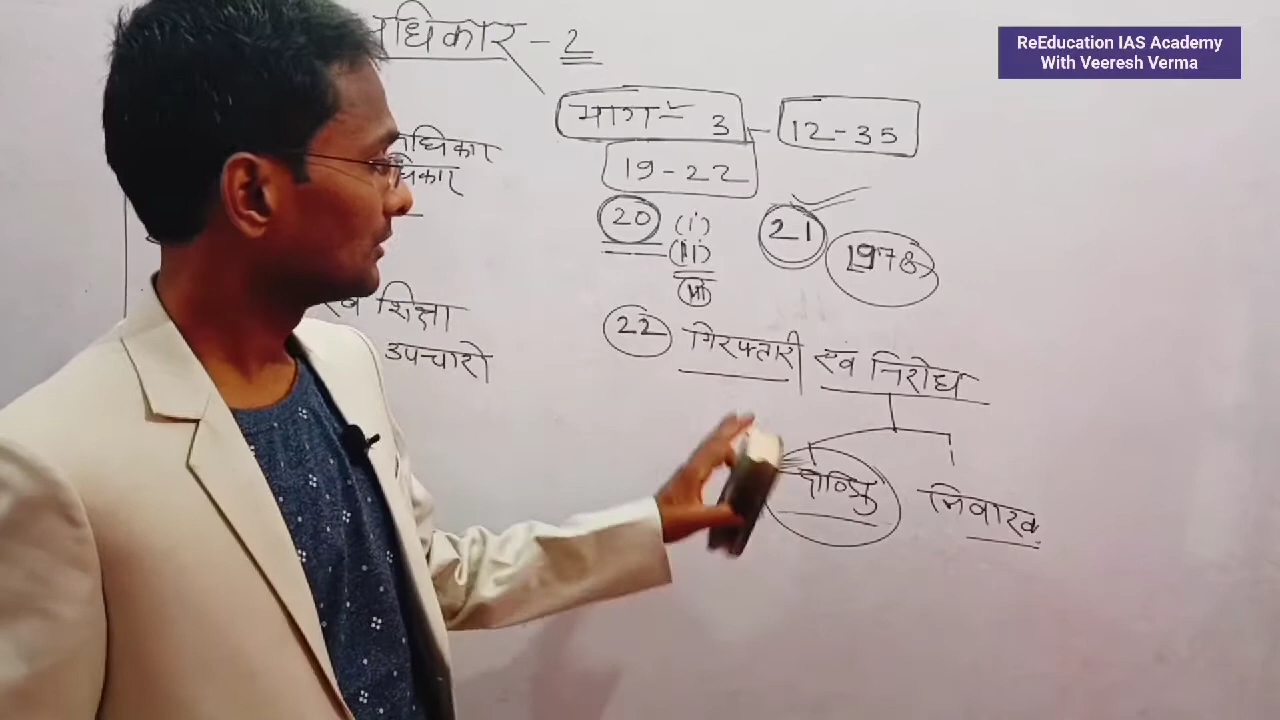 ReEducation IAS Academy
With Veeresh Verma
धिकार - 2
भाग - 3 - 12-35
19-22
20 (i) 21
(ii) 1978
(iii)
22 गिरफ्तारी एवं निरोध
धिकार
धिकार
शिक्षा
उपचारो
निवारक